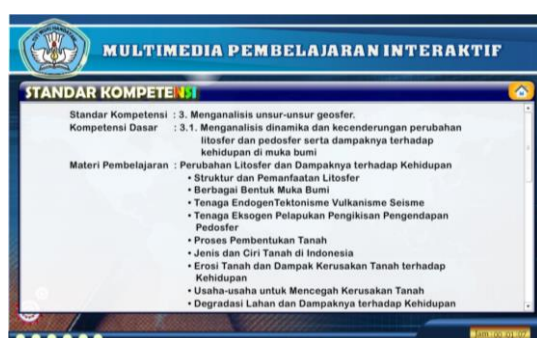 MULTIMEDIA PEMBELAJARAN INTERAKTIF
STANDAR KOMPETENSI
Standar Kompetensi : 3. Menganalisis unsur-unsur geosfer.
Kompetensi Dasar : 3.1. Menganalisis dinamika dan kecenderungan perubahan
litosfer dan pedosfer serta dampaknya terhadap
kehidupan di muka bumi
Materi Pembelajaran : Perubahan Litosfer dan Dampaknya terhadap Kehidupan
• Struktur dan Pemanfaatan Litosfer
• Berbagai Bentuk Muka Bumi
• Tenaga EndogenTektonisme Vulkanisme Seisme
• Tenaga Eksogen Pelapukan Pengikisan Pengendapan
Pedosfer
• Proses Pembentukan Tanah
• Jenis dan Ciri Tanah di Indonesia
• Erosi Tanah dan Dampak Kerusakan Tanah terhadap
Kehidupan
• Usaha-usaha untuk Mencegah Kerusakan Tanah
• Degradasi Lahan dan Dampaknya terhadap Kehidupan